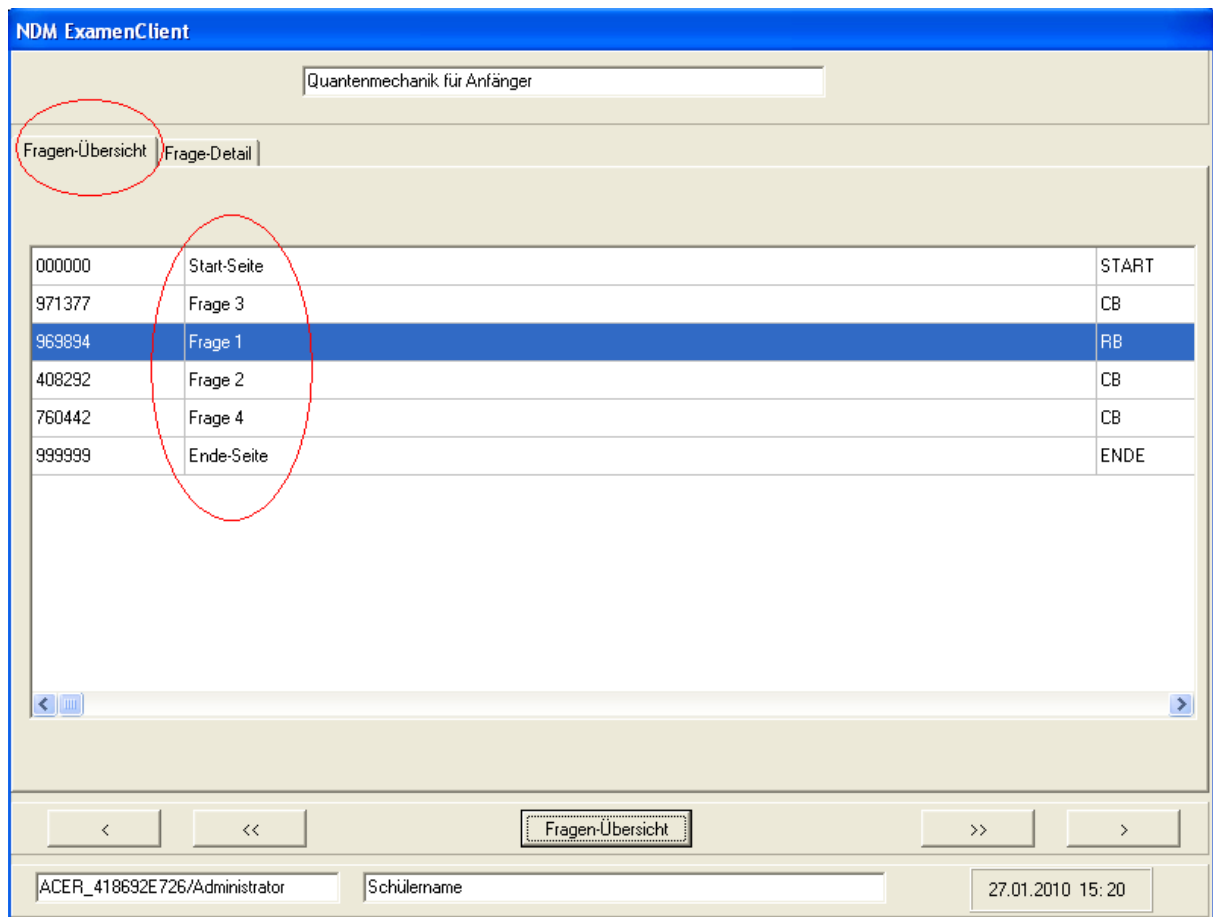 NDM ExamenClient
Quantenmechanik für Anfänger
Fragen-Übersicht Frage-Detail
000000 Start-Seite START
971377 Frage 3 CB
969894 Frage 1 RB
408292 Frage 2 CB
760442 Frage 4 CB
999999 Ende-Seite ENDE
< << Fragen-Übersicht >> >
ACER_418692E726/Administrator Schülername 27.01.2010 15:20